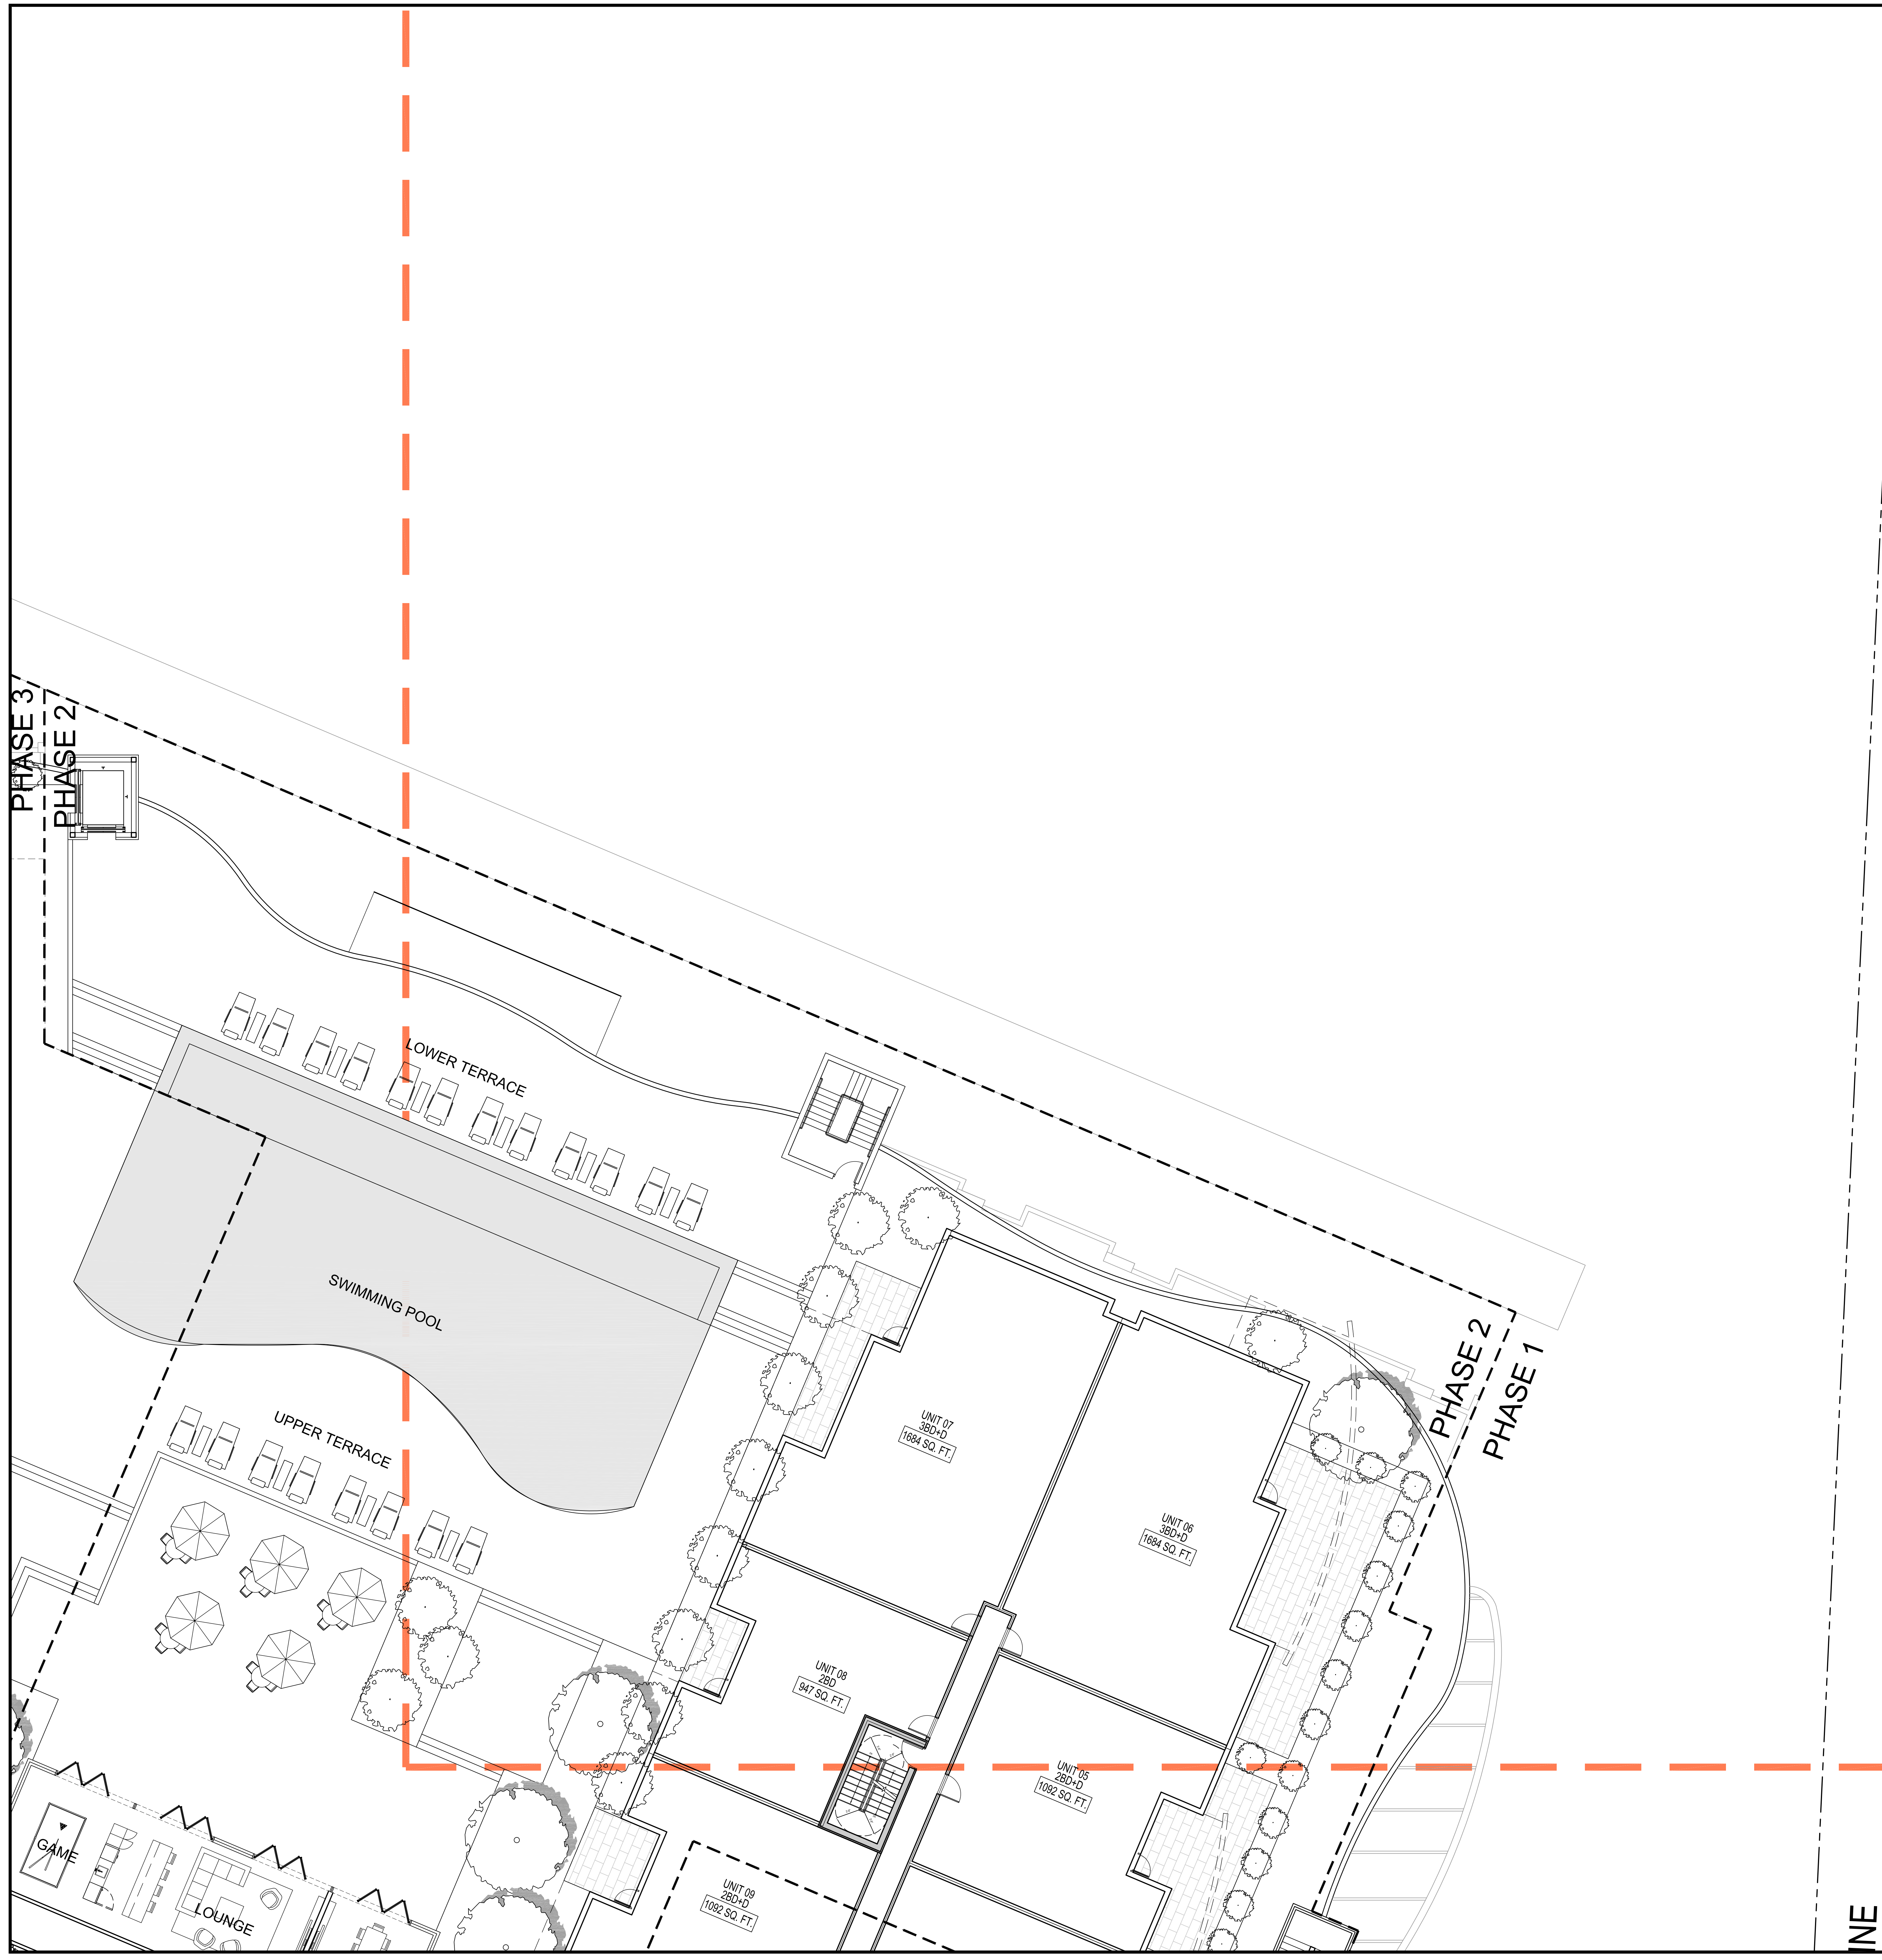 PHASE 3
PHASE 2
LOWER TERRACE
SWIMMING POOL
UPPER TERRACE
PHASE 2
PHASE 1
UNIT 07
3BD+D
1684 SQ. FT.
UNIT 06
3BD+D
1684 SQ. FT.
UNIT 08
2BD
947 SQ. FT.
UNIT 05
2BD+D
1092 SQ. FT.
UNIT 09
2BD+D
1092 SQ. FT.
GAME
LOUNGE
INE